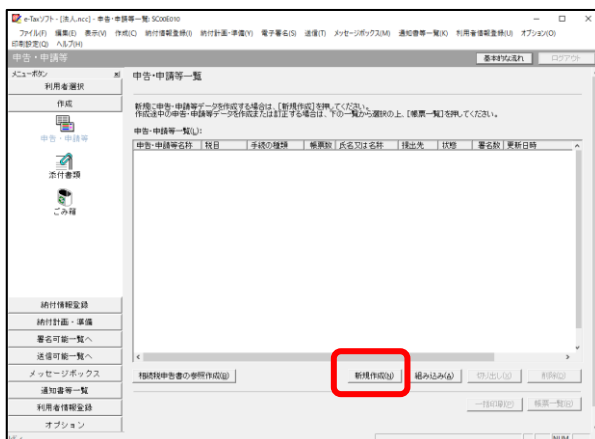 e-Taxソフト - [法人.ncc] - 申告・申請等一覧: SC00E010
ファイル(F) 編集(E) 表示(V) 作成(C) 納付情報登録(I) 納付計画・準備(Y) 電子署名(S) 送信(T) メッセージボックス(M) 通知書等一覧(K) 利用者情報登録(U) オプション(O)
印刷設定(Q) ヘルプ(H)
申告・申請等
基本的な流れ ログアウト
メニューボタン
利用者選択
作成
申告・申請等
添付書類
ごみ箱
納付情報登録
納付計画・準備
署名可能一覧へ
送信可能一覧へ
メッセージボックス
通知書等一覧
利用者情報登録
オプション
申告・申請等一覧
新規に申告・申請等データを作成する場合は、[新規作成]を押してください。
作成途中の申告・申請等データを作成または訂正する場合は、下の一覧から選択の上、[帳票一覧]を押してください。
申告・申請等一覧(L):
申告・申請等名称 税目 手続の種類 帳票数 氏名又は名称 提出先 状態 署名数 更新日時
相続税申告書の参照作成(W) 新規作成(N) 組み込み(A) 切り出し(X) 削除(D)
一括印刷(P) 帳票一覧(B)
NUM